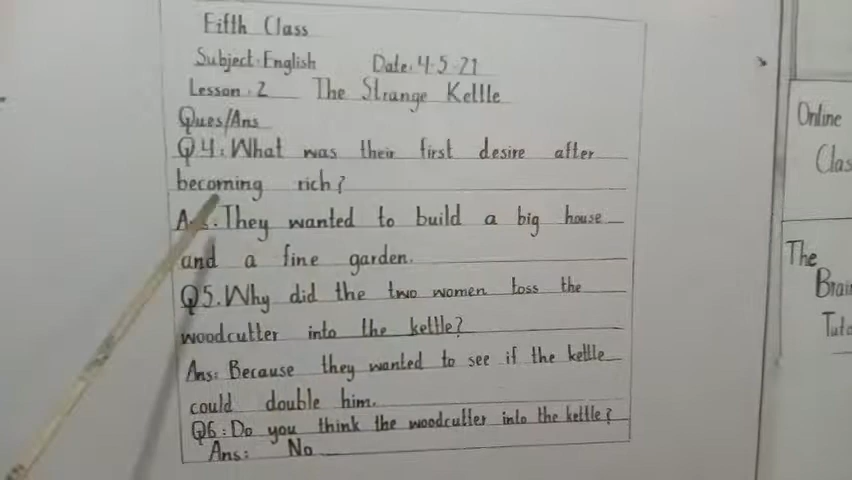 Fifth Class
Subject: English Date: 4-5-21
Lesson: 2 The Strange Kettle
Ques/Ans
Q4: What was their first desire after
becoming rich?
Ans: They wanted to build a big house
and a fine garden.
Q5. Why did the two women toss the
woodcutter into the kettle?
Ans: Because they wanted to see if the kettle
could double him.
Q6: Do you think the woodcutter into the kettle?
Ans: No
Online
Clas
The
Brain
Tuto